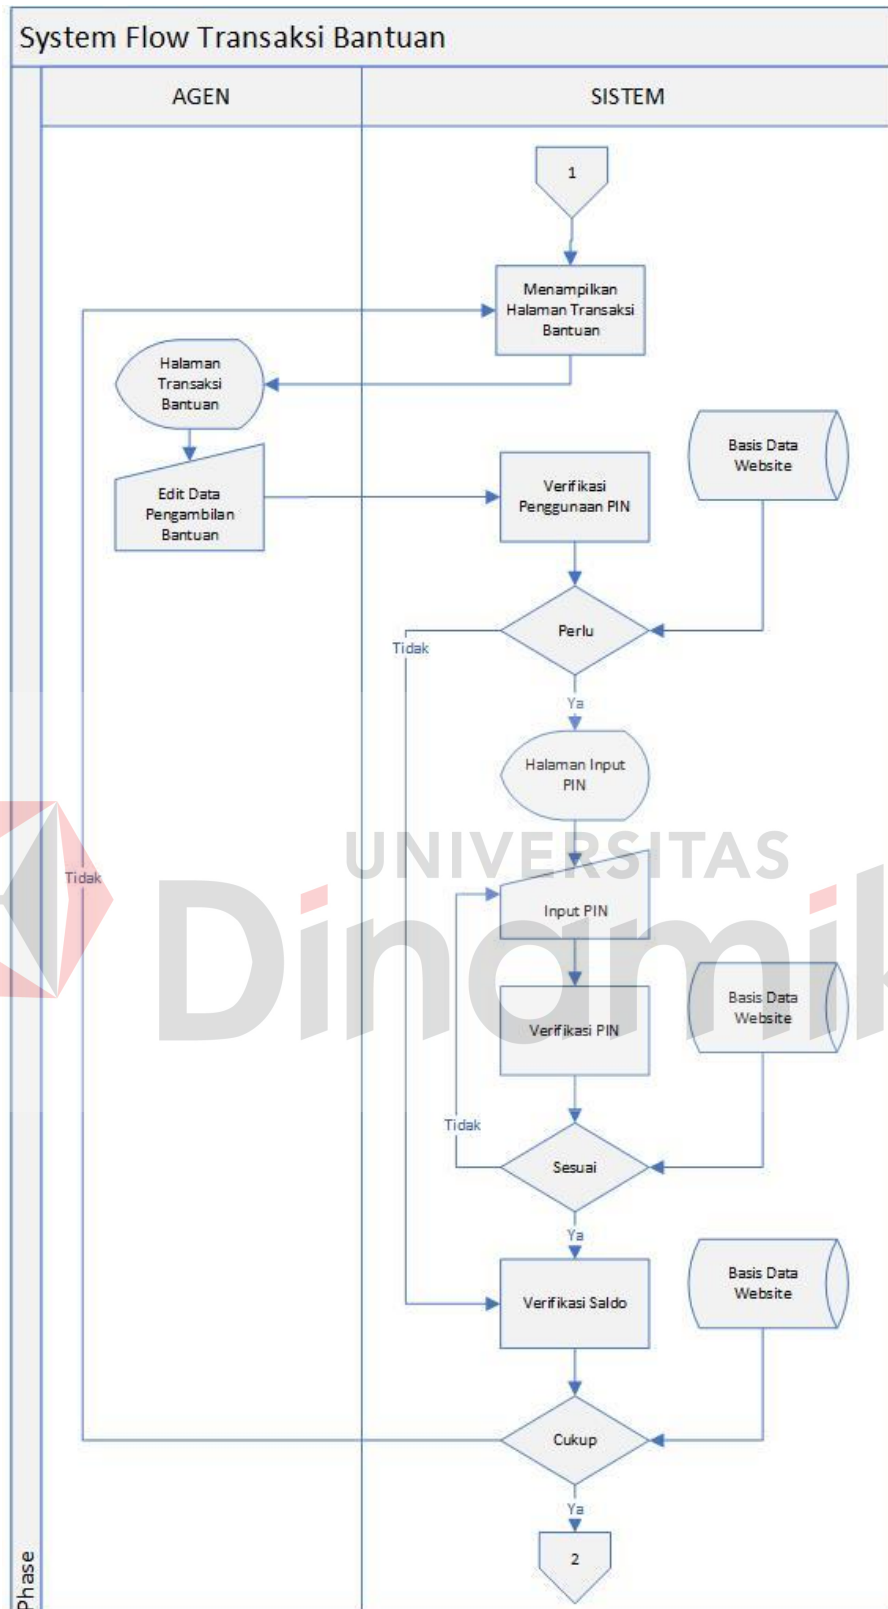 System Flow Transaksi Bantuan
AGEN
SISTEM
1
Menampilkan
Halaman Transaksi
Bantuan
Halaman
Transaksi
Bantuan
Edit Data
Pengambilan
Bantuan
Verifikasi
Penggunaan PIN
Basis Data
Website
Perlu
Tidak
Ya
Halaman Input
PIN
UNIVERSITAS
Dinamik
Tidak
Input PIN
Verifikasi PIN
Basis Data
Website
Tidak
Sesuai
Ya
Verifikasi Saldo
Basis Data
Website
Cukup
Ya
2
Phase